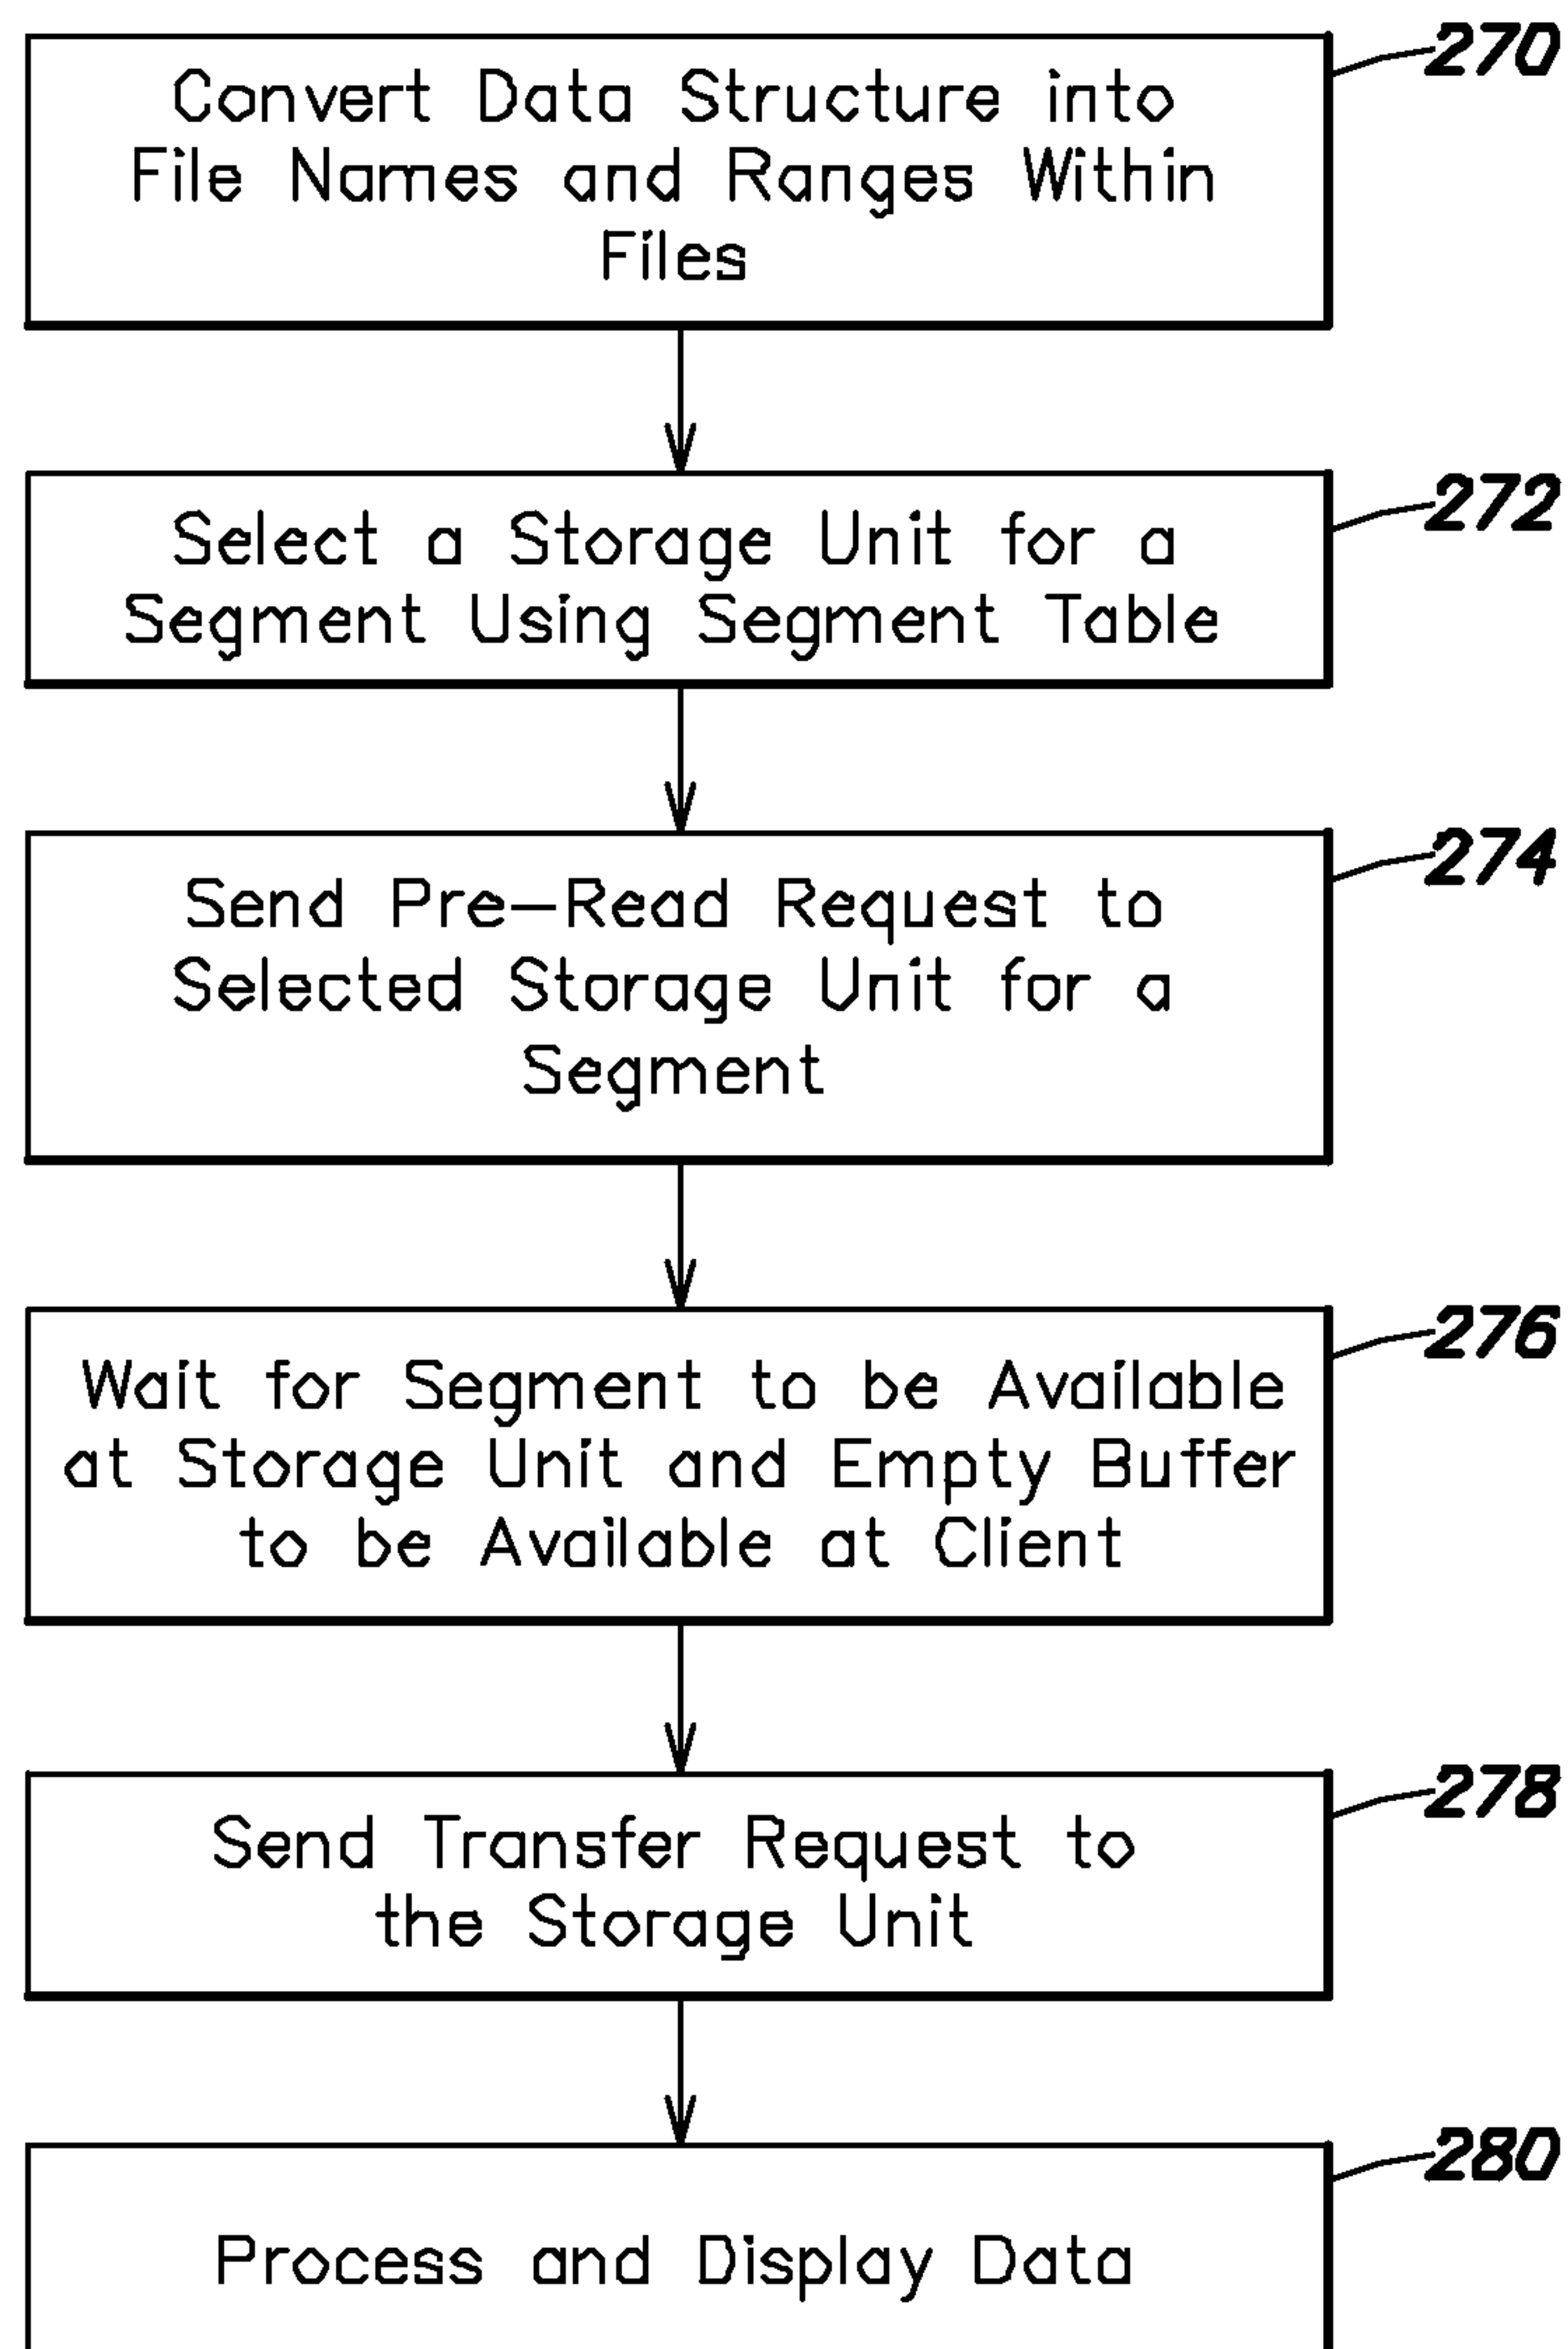 270
Convert Data Structure into
File Names and Ranges Within
Files
272
Select a Storage Unit for a
Segment Using Segment Table
274
Send Pre-Read Request to
Selected Storage Unit for a
Segment
276
Wait for Segment to be Available
at Storage Unit and Empty Buffer
to be Available at Client
278
Send Transfer Request to
the Storage Unit
280
Process and Display Data